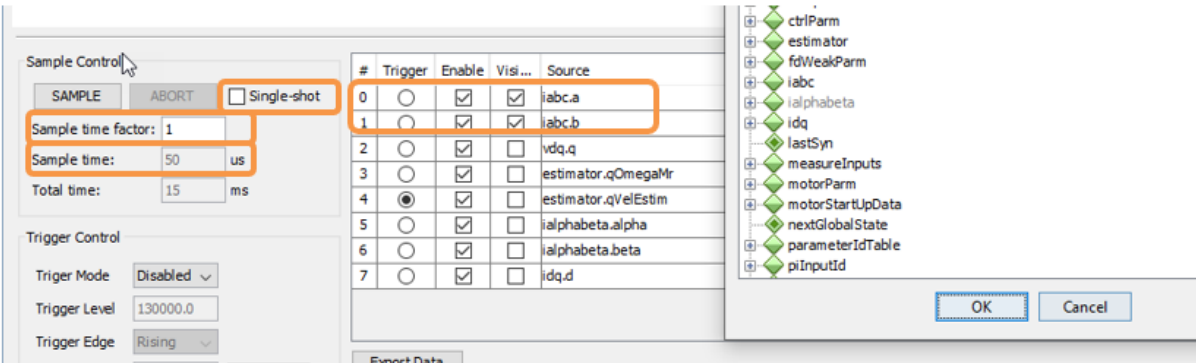 Sample Control
SAMPLE ABORT Single-shot
Sample time factor: 1
Sample time: 50 us
Total time: 15 ms
Trigger Control
Triger Mode Disabled
Trigger Level 130000.0
Trigger Edge Rising
# Trigger Enable Visi... Source
0 iabc.a
1 iabc.b
2 vdq.q
3 estimator.qOmegaMr
4 estimator.qVelEstim
5 ialphabeta.alpha
6 ialphabeta.beta
7 idq.d
Export Data
ctrlParm
estimator
fdWeakParm
iabc
ialphabeta
idq
lastSyn
measureInputs
motorParm
motorStartUpData
nextGlobalState
parameterIdTable
piInputId
OK Cancel